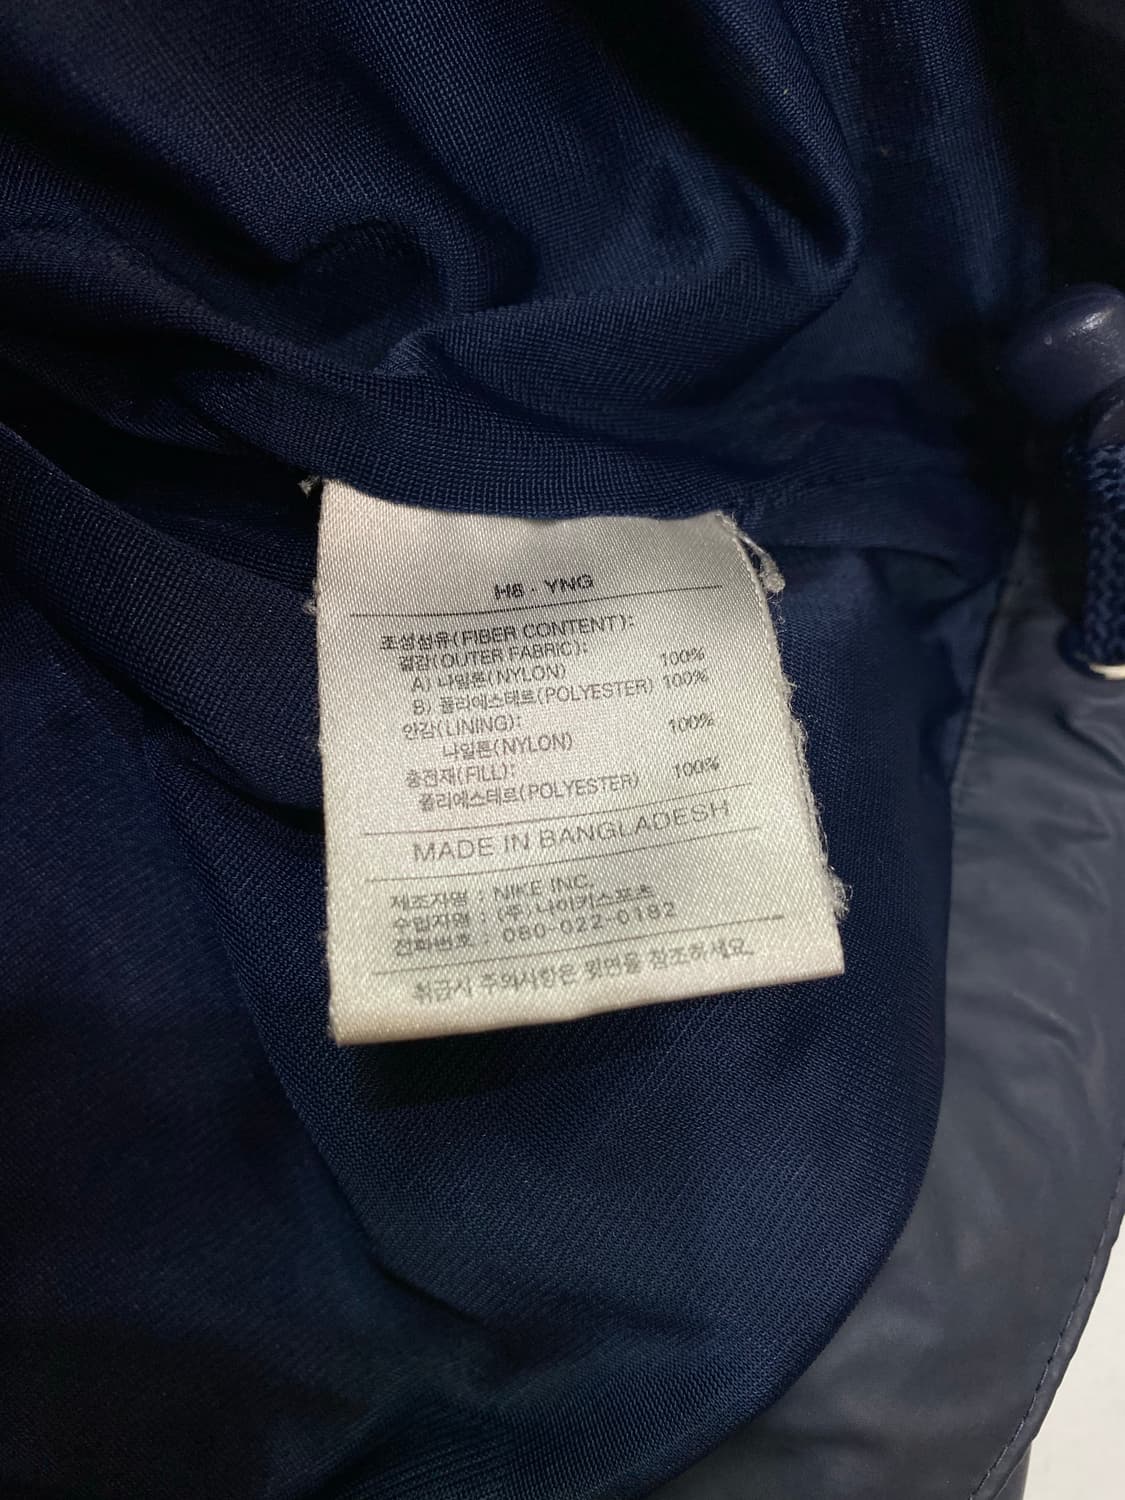 H8 - YNG
조성섬유(FIBER CONTENT):
겉감(OUTER FABRIC):
A) 나일론(NYLON) 100%
B) 폴리에스테르(POLYESTER) 100%
안감(LINING):
나일론(NYLON) 100%
충전재(FILL):
폴리에스테르(POLYESTER) 100%
MADE IN BANGLADESH
제조자명 : NIKE INC.
수입자명 : (주)나이키스포츠
전화번호 : 080-022-0182
취급시 주의사항은 뒷면을 참조하세요.